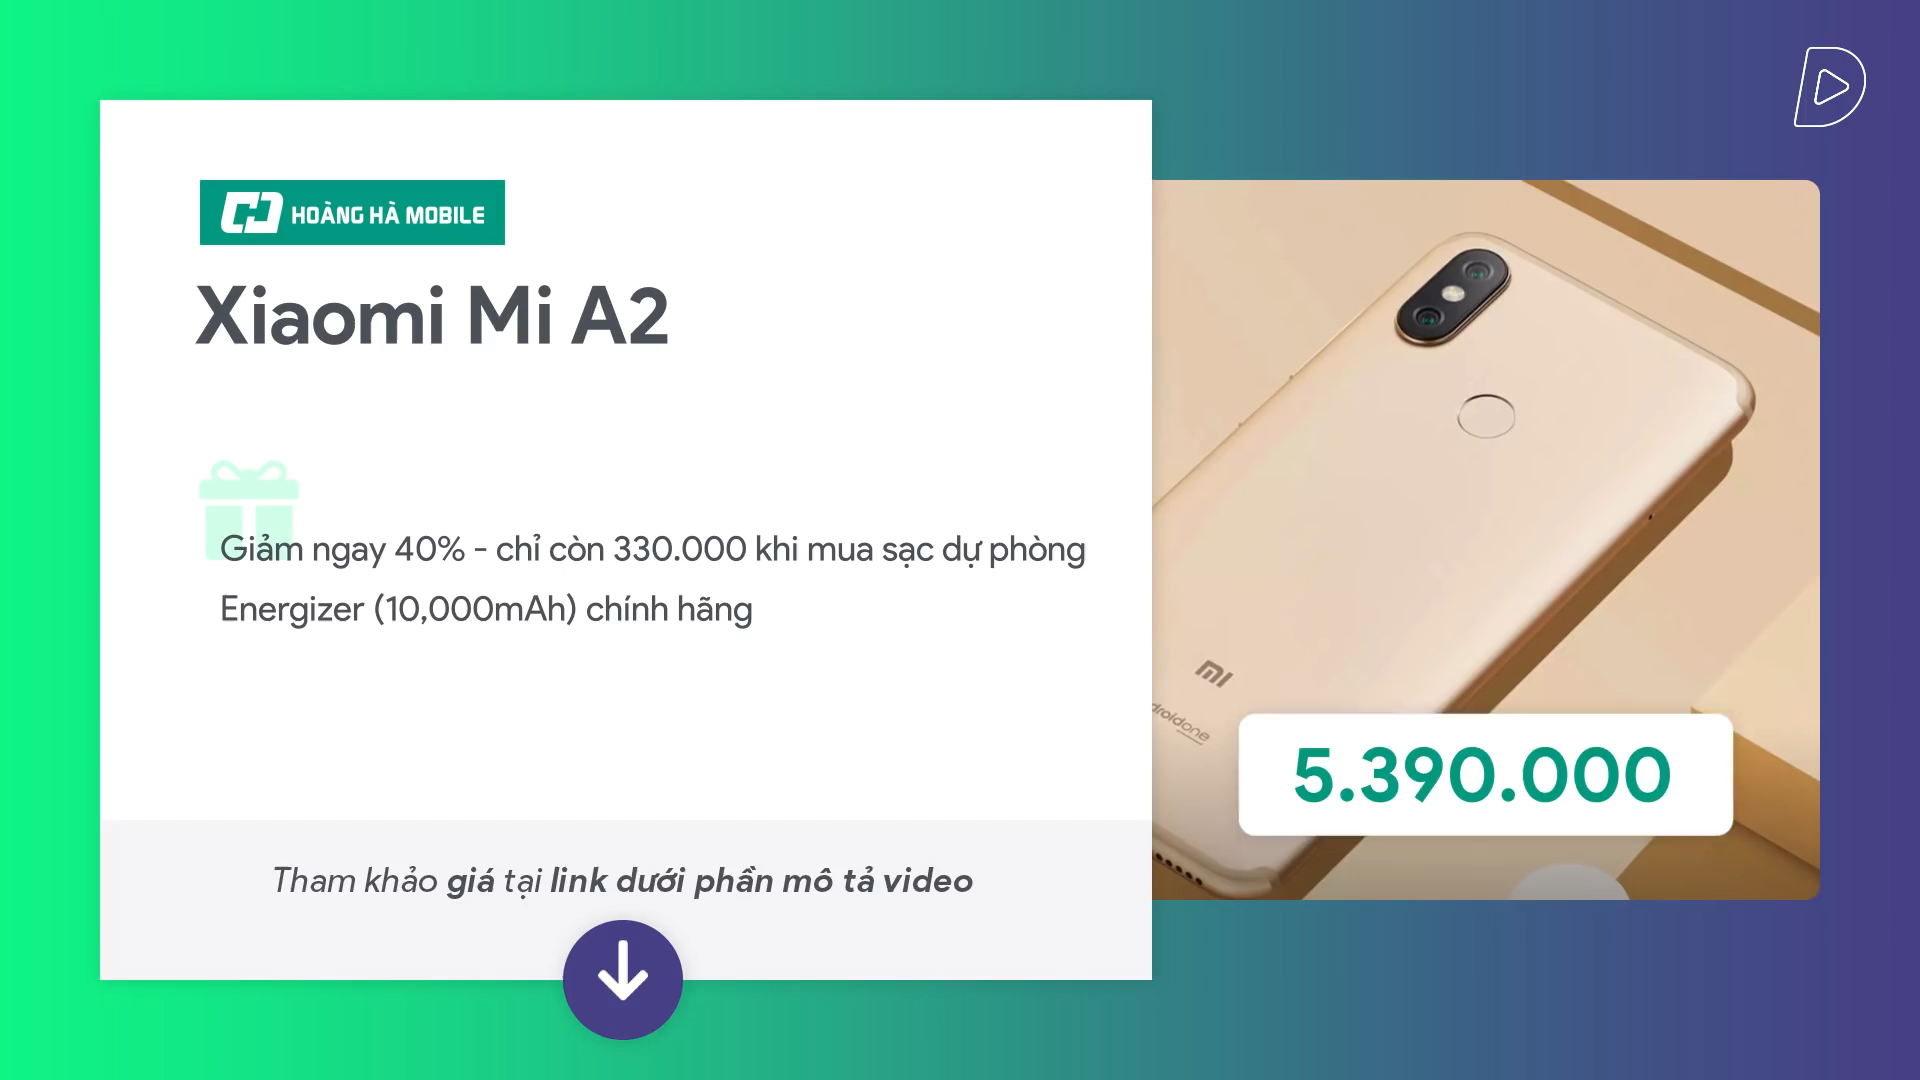 HOÀNG HÀ MOBILE
Xiaomi Mi A2
Giảm ngay 40% - chỉ còn 330.000 khi mua sạc dự phòng
Energizer (10,000mAh) chính hãng
mi
droidone
5.390.000
Tham khảo giá tại link dưới phần mô tả video